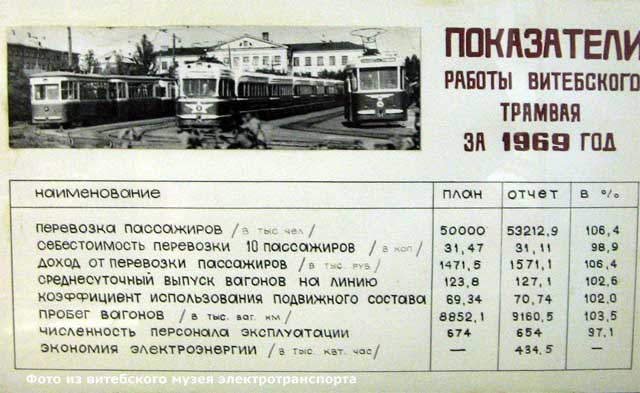 ПОКАЗАТЕЛИ
РАБОТЫ ВИТЕБСКОГО
ТРАМВАЯ
ЗА 1969 ГОД
НАИМЕНОВАНИЕ ПЛАН ОТЧЕТ В %
ПЕРЕВОЗКА ПАССАЖИРОВ /В ТЫС. ЧЕЛ/ 50000 53212,9 106,4
СЕБЕСТОИМОСТЬ ПЕРЕВОЗКИ 10 ПАССАЖИРОВ /В КОП/ 31,47 31,11 98,9
ДОХОД ОТ ПЕРЕВОЗКИ ПАССАЖИРОВ /В ТЫС. РУБ./ 1471,5 1571,1 106,4
СРЕДНЕСУТОЧНЫЙ ВЫПУСК ВАГОНОВ НА ЛИНИЮ 123,8 127,1 102,6
КОЭФФИЦИЕНТ ИСПОЛЬЗОВАНИЯ ПОДВИЖНОГО СОСТАВА 69,34 70,74 102,0
ПРОБЕГ ВАГОНОВ /В ТЫС. ВАГ. КМ/ 8852,1 9160,5 103,5
ЧИСЛЕННОСТЬ ПЕРСОНАЛА ЭКСПЛУАТАЦИИ 674 654 97,1
ЭКОНОМИЯ ЭЛЕКТРОЭНЕРГИИ /В ТЫС. КВТ. ЧАС/ — 434,5 —
Фото из витебского музея электротранспорта